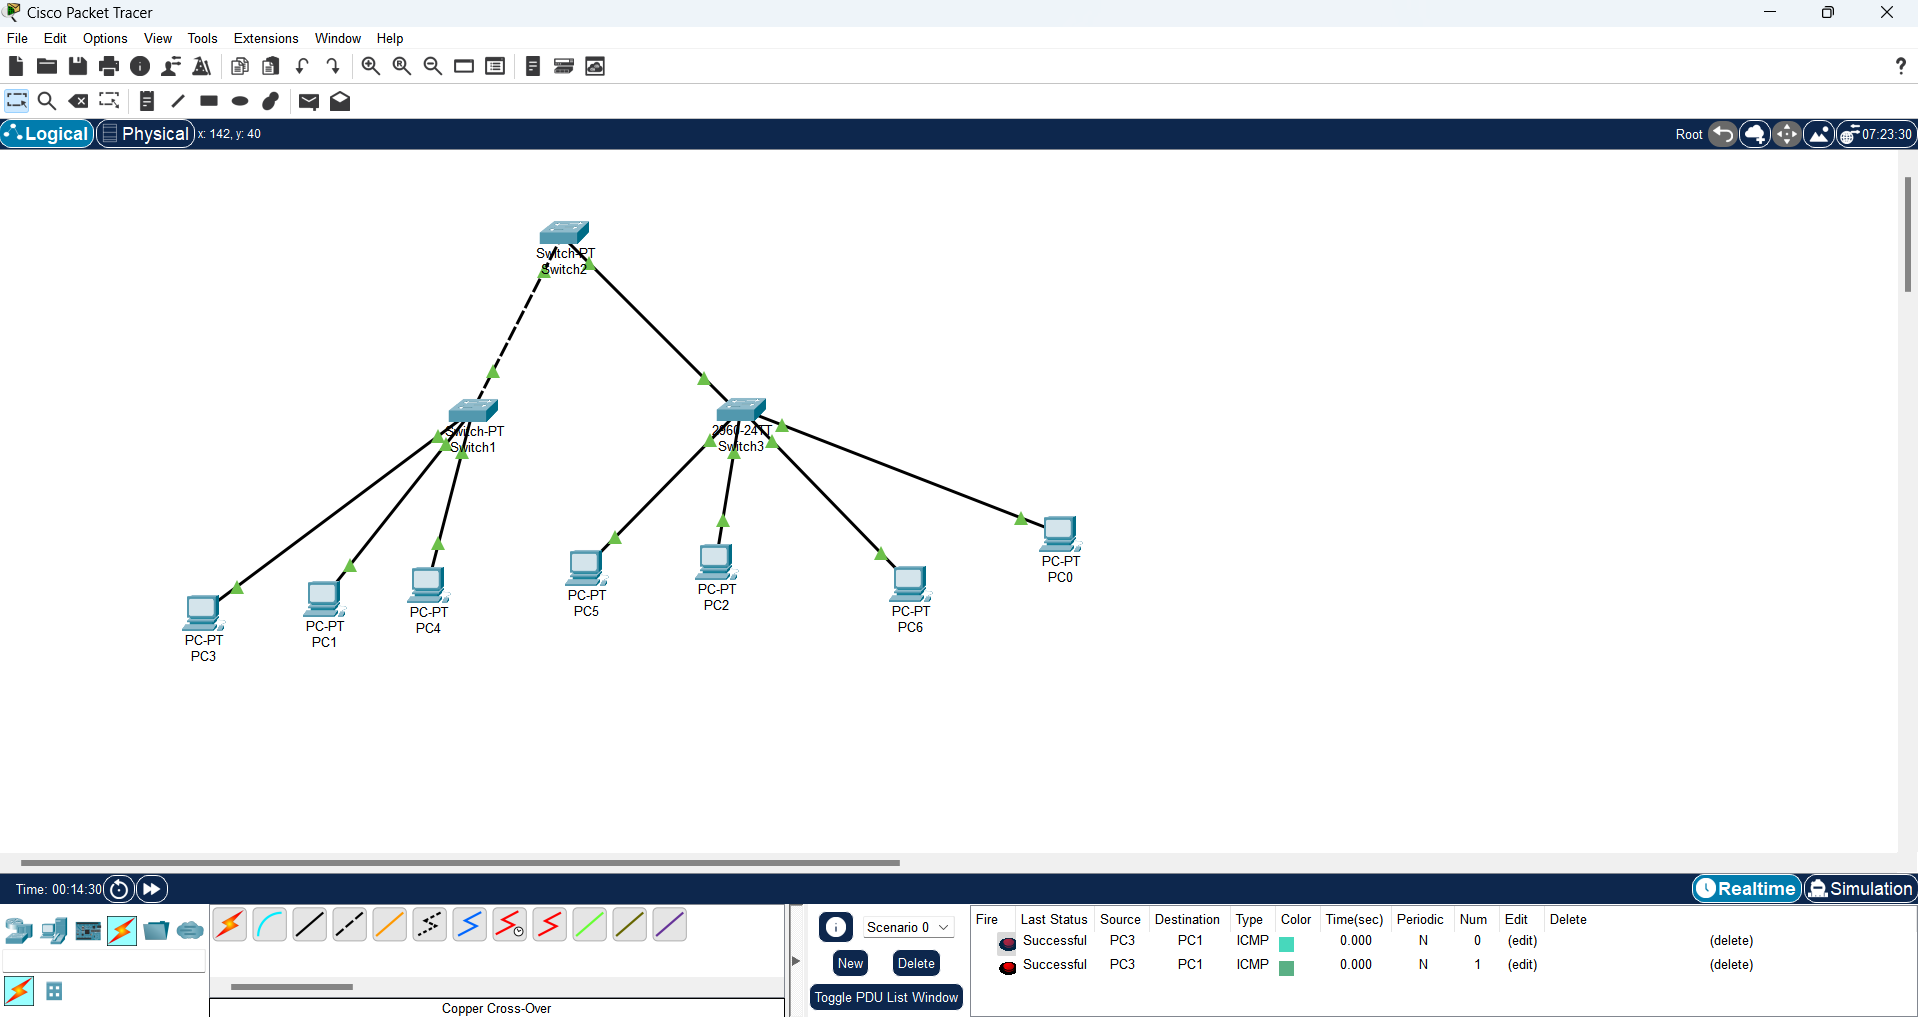 Cisco Packet Tracer
File Edit Options View Tools Extensions Window Help
?
Logical Physical x: 142, y: 40 Root 07:23:30
Switch-PT
Switch2
Switch-PT
Switch1
2960-24TT
Switch3
PC-PT
PC0
PC-PT
PC5
PC-PT
PC2
PC-PT
PC6
PC-PT
PC4
PC-PT
PC1
PC-PT
PC3
Time: 00:14:30 Realtime Simulation
Scenario 0
New Delete
Toggle PDU List Window
Fire Last Status Source Destination Type Color Time(sec) Periodic Num Edit Delete
Successful PC3 PC1 ICMP 0.000 N 0 (edit) (delete)
Successful PC3 PC1 ICMP 0.000 N 1 (edit) (delete)
Copper Cross-Over